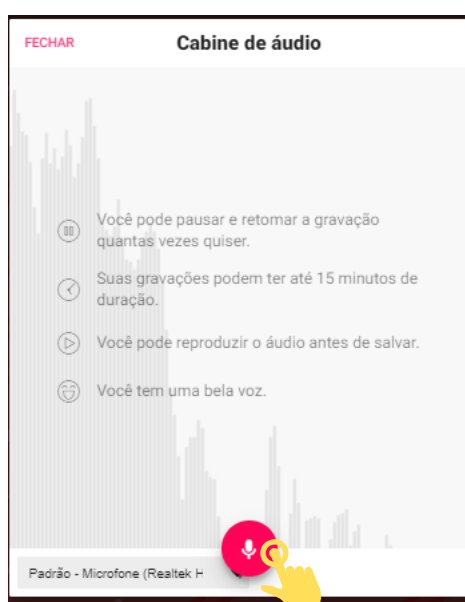 FECHAR
Cabine de áudio
Você pode pausar e retomar a gravação
quantas vezes quiser.
Suas gravações podem ter até 15 minutos de
duração.
Você pode reproduzir o áudio antes de salvar.
Você tem uma bela voz.
Padrão - Microfone (Realtek H